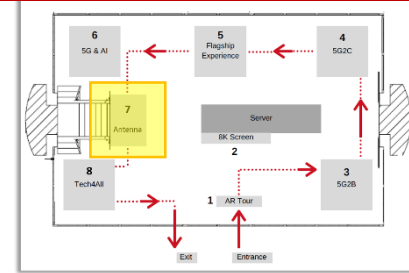 6
5G & AI
5
Flagship
Experience
4
5G2C
7
Antenna
Server
8K Screen
2
8
Tech4All
1 AR Tour
3
5G2B
Exit
Entrance